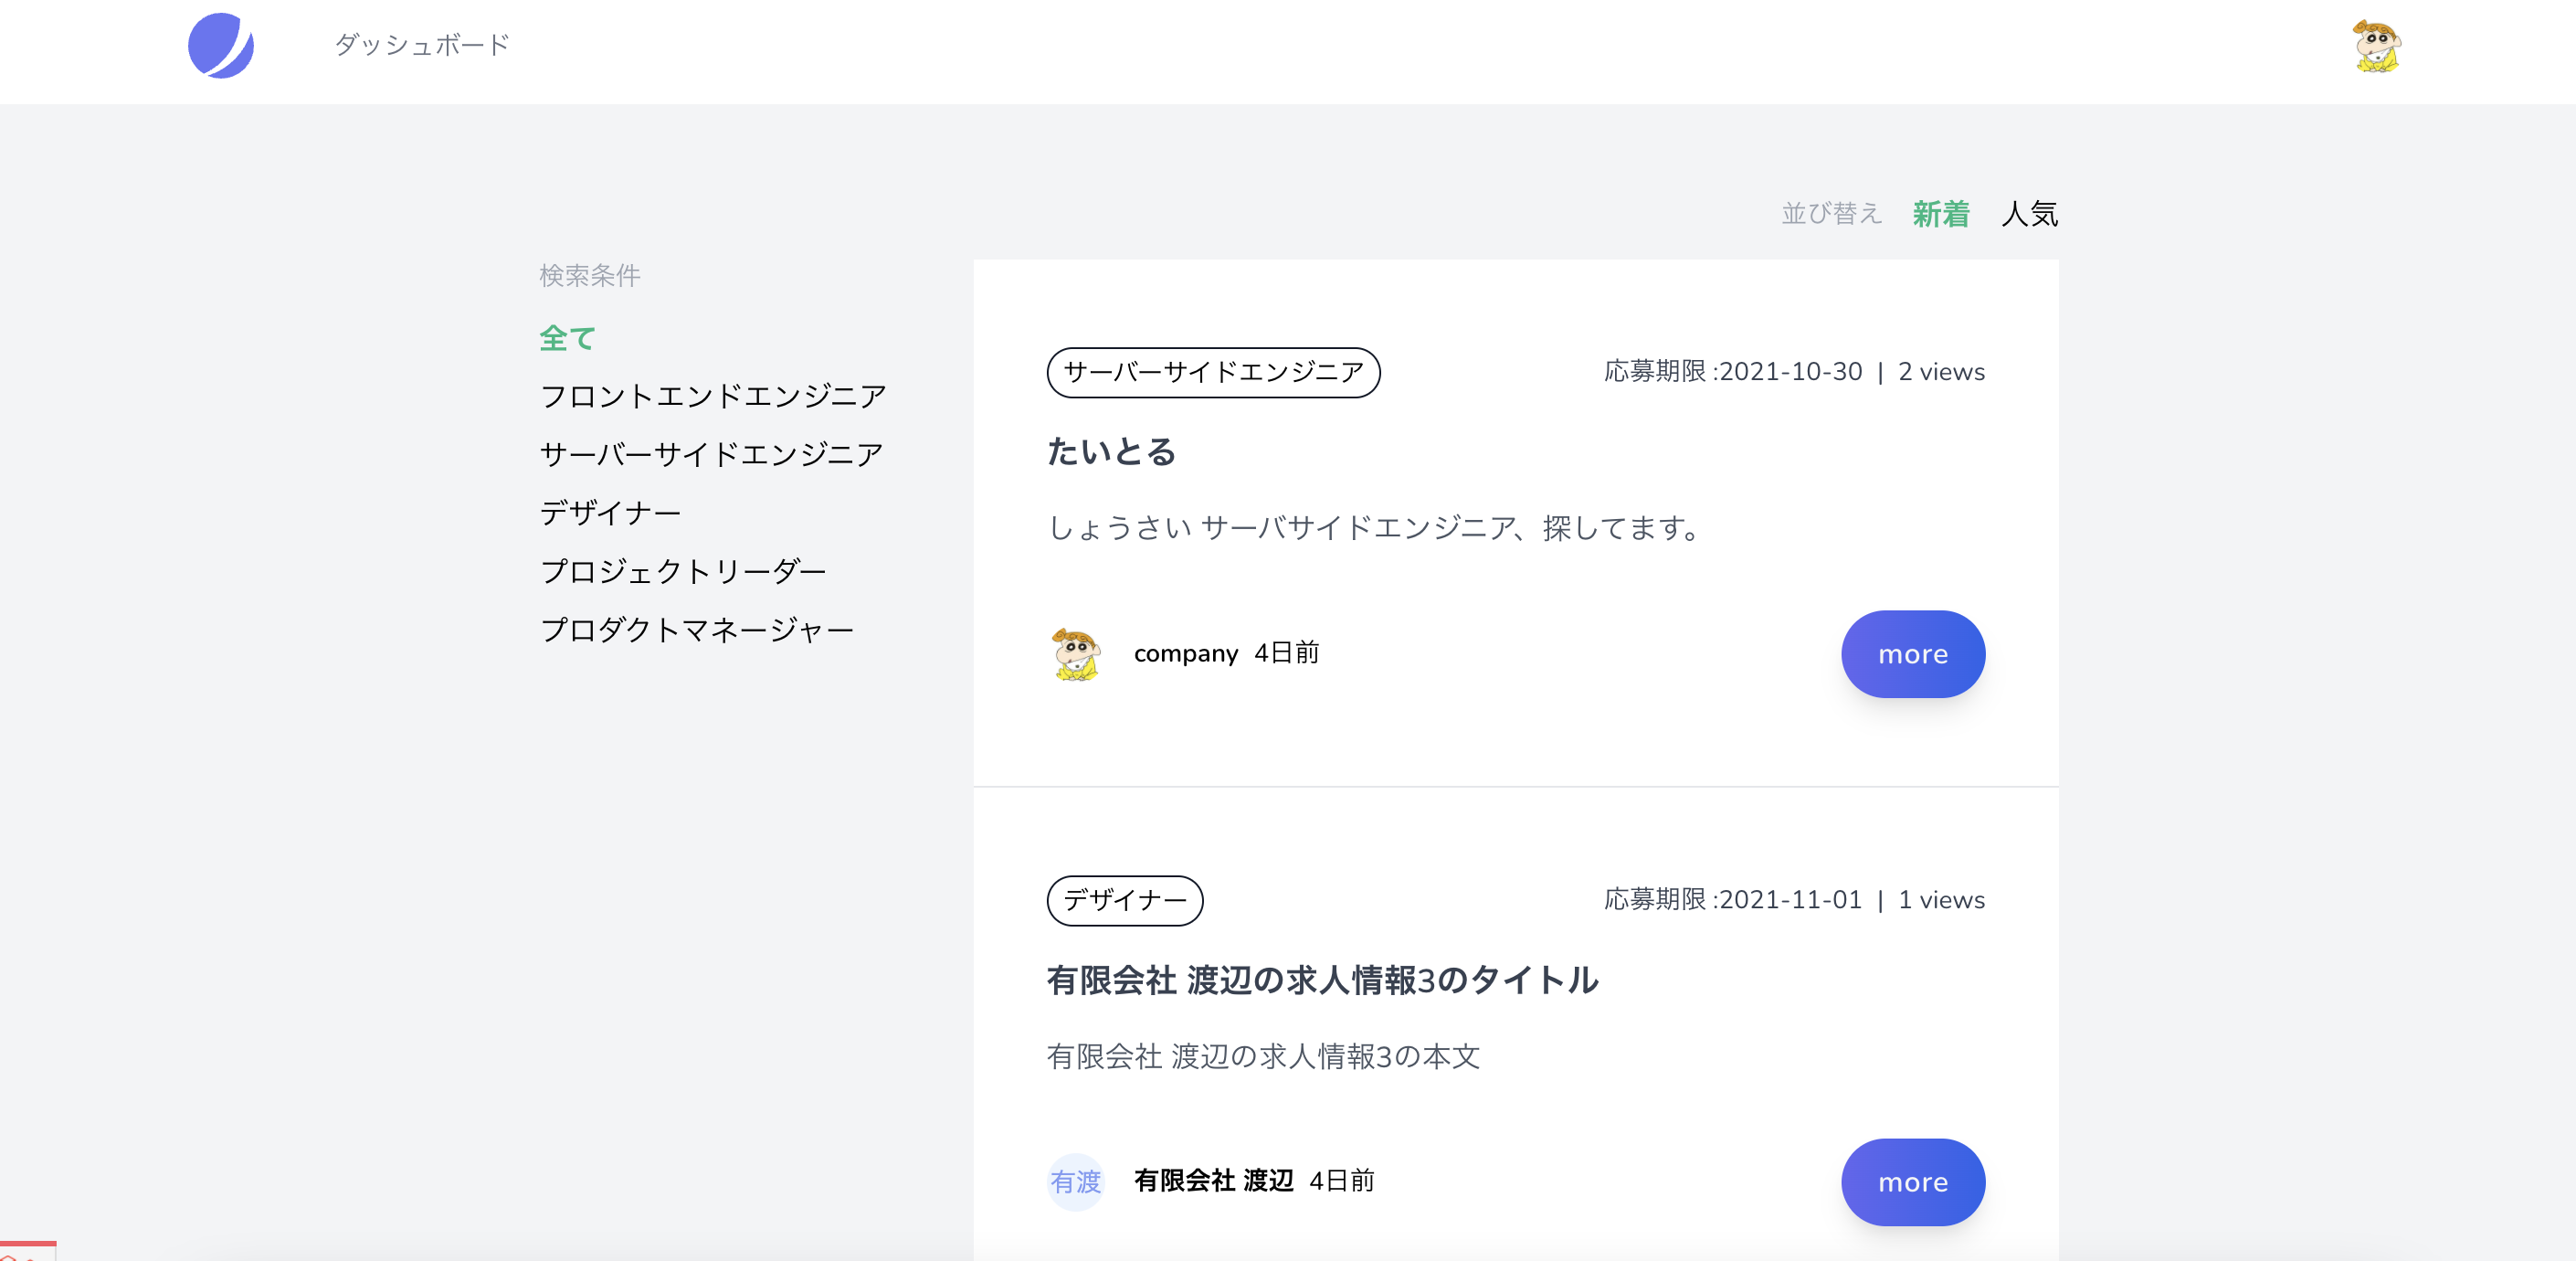 ダッシュボード
並び替え 新着 人気
検索条件
全て
フロントエンドエンジニア
サーバーサイドエンジニア
デザイナー
プロジェクトリーダー
プロダクトマネージャー
サーバーサイドエンジニア 応募期限 :2021-10-30 | 2 views
たいとる
しょうさい サーバサイドエンジニア、探してます。
company 4日前 more
デザイナー 応募期限 :2021-11-01 | 1 views
有限会社 渡辺の求人情報3のタイトル
有限会社 渡辺の求人情報3の本文
有渡 有限会社 渡辺 4日前 more